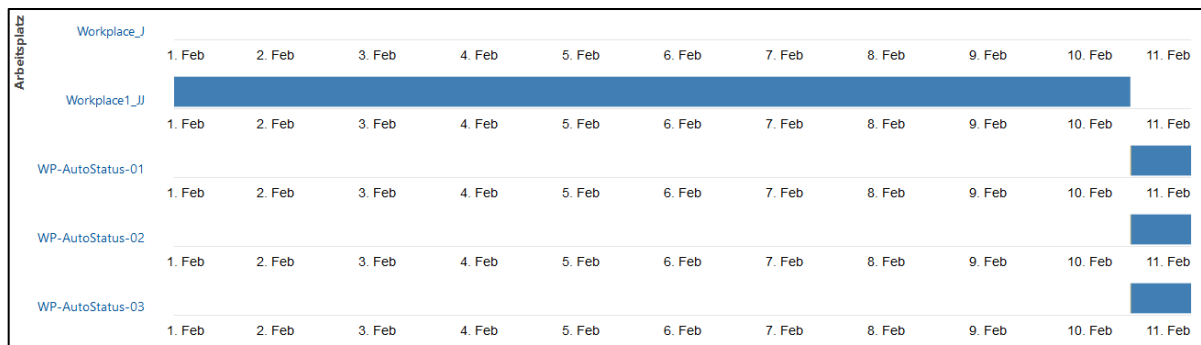 Arbeitsplatz
Workplace_J
1. Feb 2. Feb 3. Feb 4. Feb 5. Feb 6. Feb 7. Feb 8. Feb 9. Feb 10. Feb 11. Feb
Workplace1_JJ
1. Feb 2. Feb 3. Feb 4. Feb 5. Feb 6. Feb 7. Feb 8. Feb 9. Feb 10. Feb 11. Feb
WP-AutoStatus-01
1. Feb 2. Feb 3. Feb 4. Feb 5. Feb 6. Feb 7. Feb 8. Feb 9. Feb 10. Feb 11. Feb
WP-AutoStatus-02
1. Feb 2. Feb 3. Feb 4. Feb 5. Feb 6. Feb 7. Feb 8. Feb 9. Feb 10. Feb 11. Feb
WP-AutoStatus-03
1. Feb 2. Feb 3. Feb 4. Feb 5. Feb 6. Feb 7. Feb 8. Feb 9. Feb 10. Feb 11. Feb